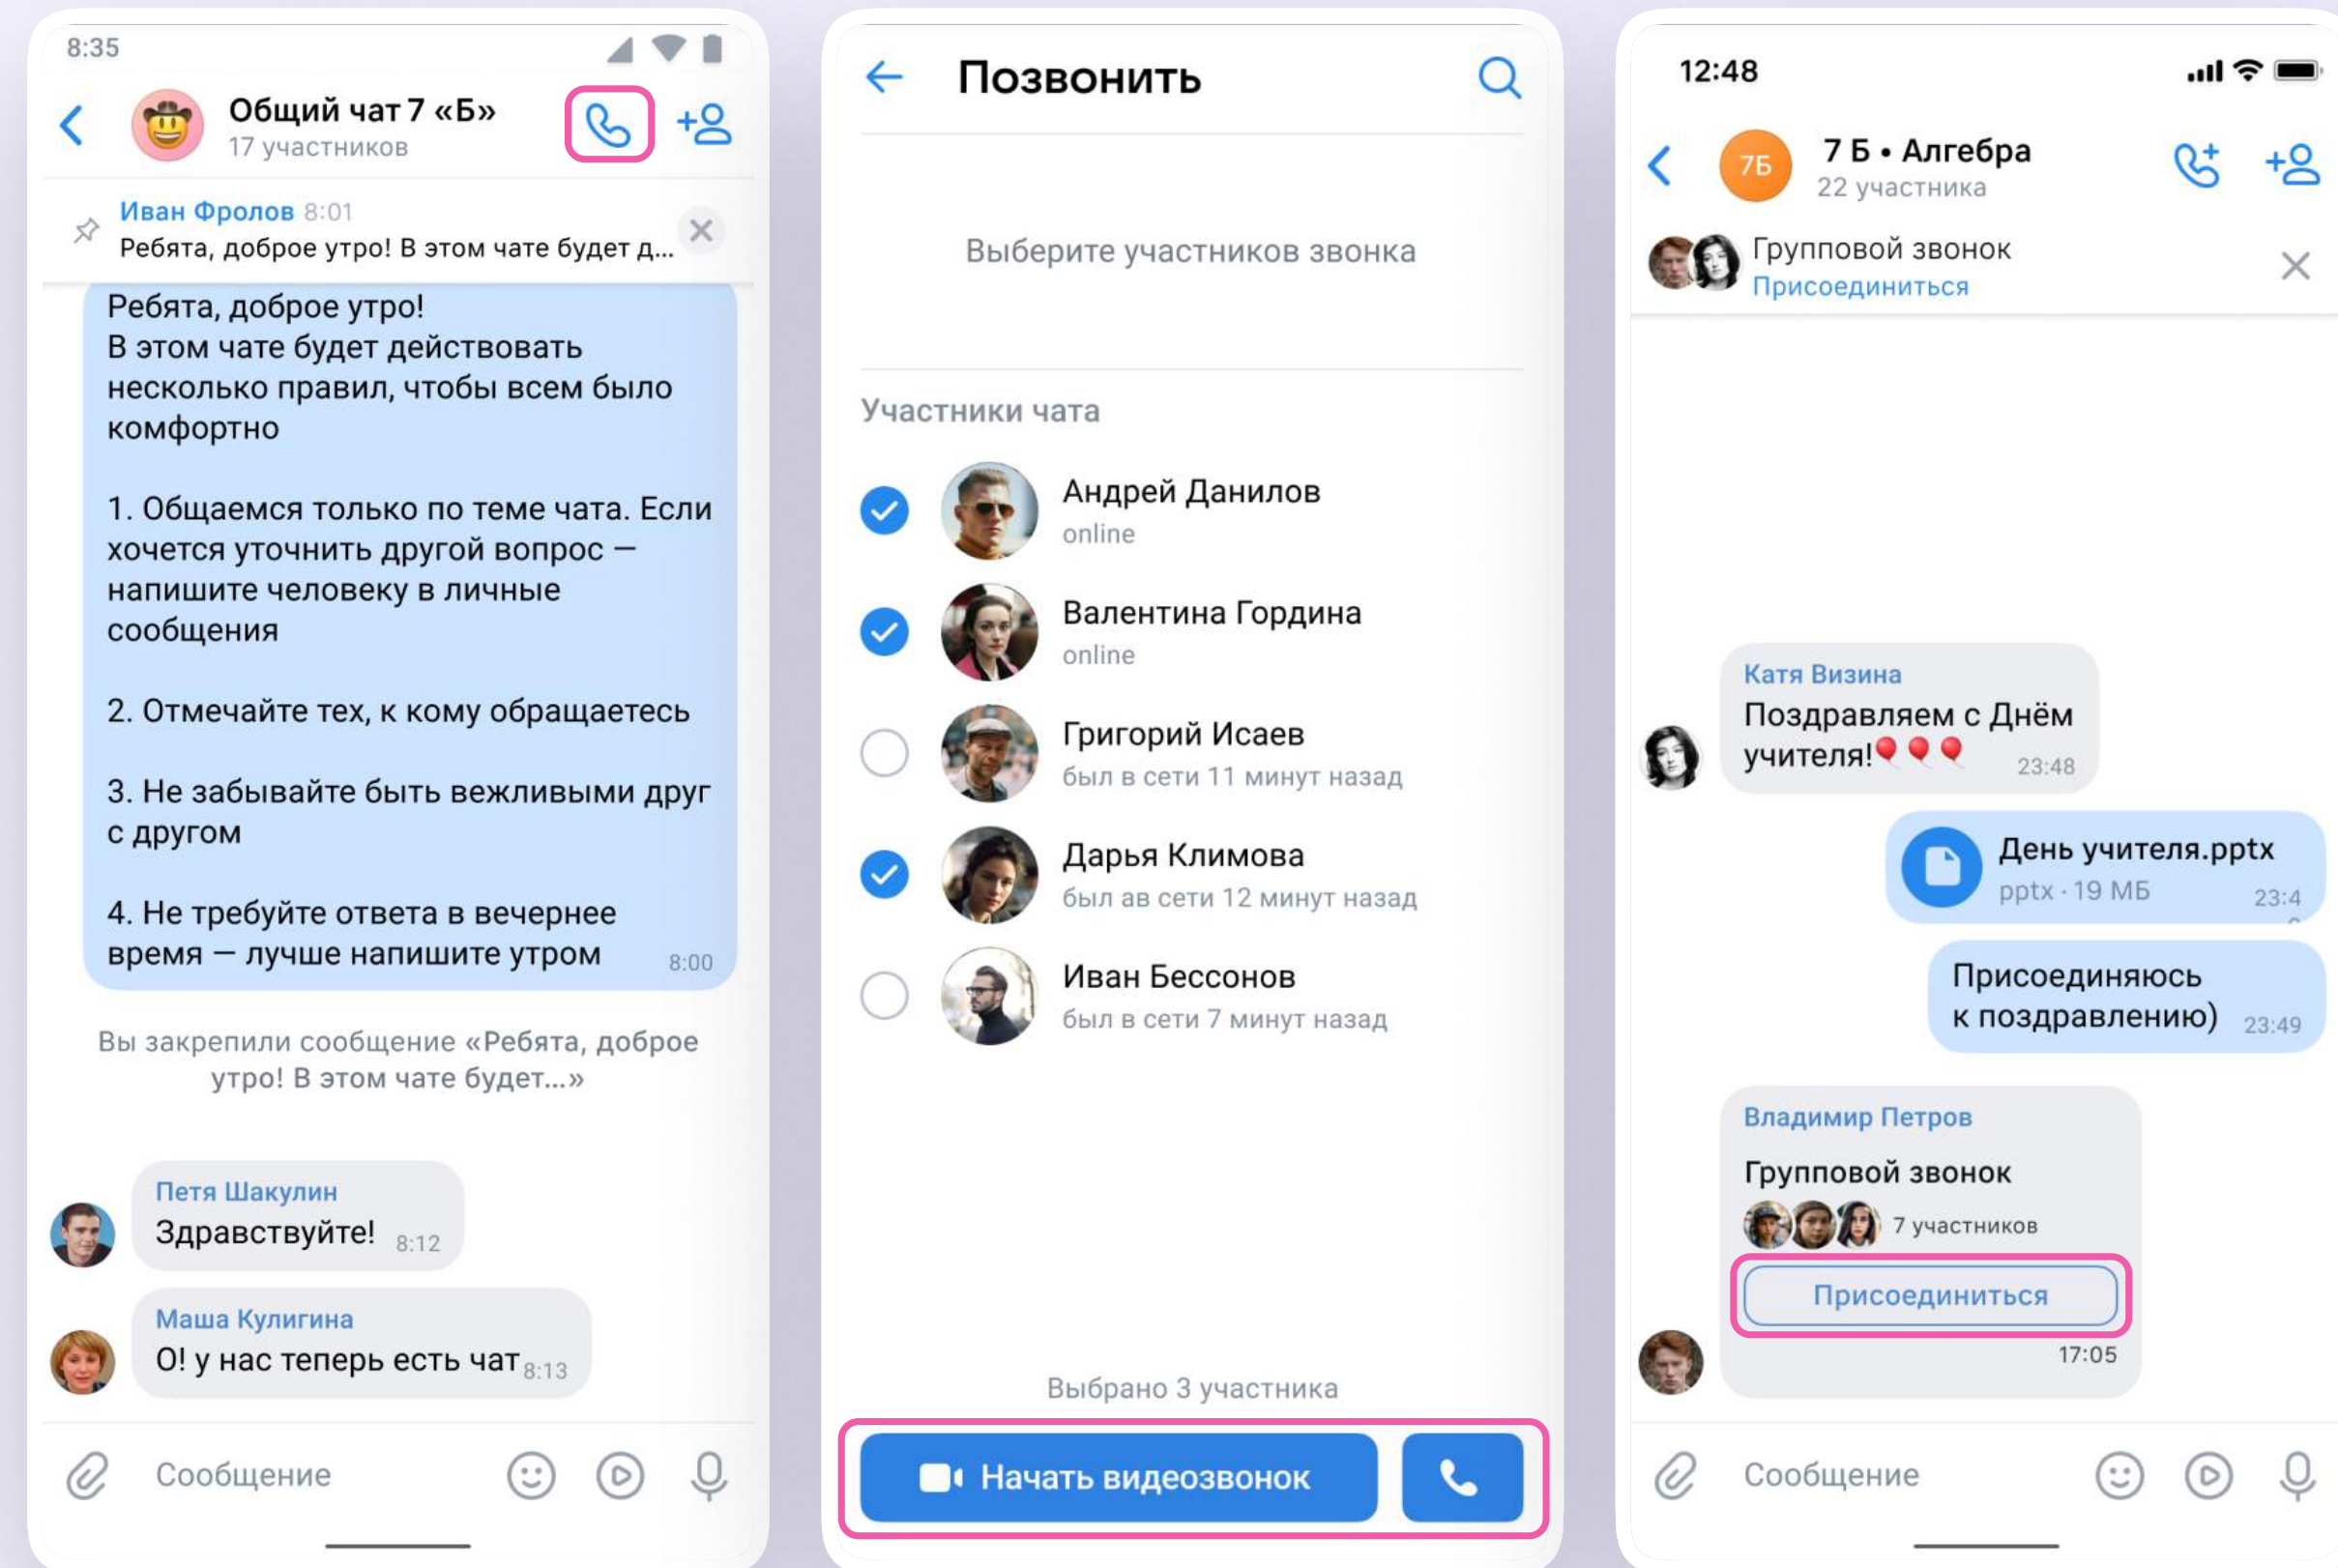 8:35
Общий чат 7 «Б»
17 участников
Иван Фролов 8:01
Ребята, доброе утро! В этом чате будет д...
Ребята, доброе утро!
В этом чате будет действовать
несколько правил, чтобы всем было
комфортно
1. Общаемся только по теме чата. Если
хочется уточнить другой вопрос —
напишите человеку в личные
сообщения
2. Отмечайте тех, к кому обращаетесь
3. Не забывайте быть вежливыми друг
с другом
4. Не требуйте ответа в вечернее
время — лучше напишите утром 8:00
Вы закрепили сообщение «Ребята, доброе
утро! В этом чате будет...»
Петя Шакулин
Здравствуйте! 8:12
Маша Кулигина
О! у нас теперь есть чат 8:13
Сообщение
Позвонить
Выберите участников звонка
Участники чата
Андрей Данилов
online
Валентина Гордина
online
Григорий Исаев
был в сети 11 минут назад
Дарья Климова
был ав сети 12 минут назад
Иван Бессонов
был в сети 7 минут назад
Выбрано 3 участника
Начать видеозвонок
12:48
7Б
7 Б • Алгебра
22 участника
Групповой звонок
Присоединиться
Катя Визина
Поздравляем с Днём
учителя!🎈🎈🎈 23:48
День учителя.pptx
pptx · 19 МБ 23:4
Присоединяюсь
к поздравлению) 23:49
Владимир Петров
Групповой звонок
7 участников
Присоединиться
17:05
Сообщение